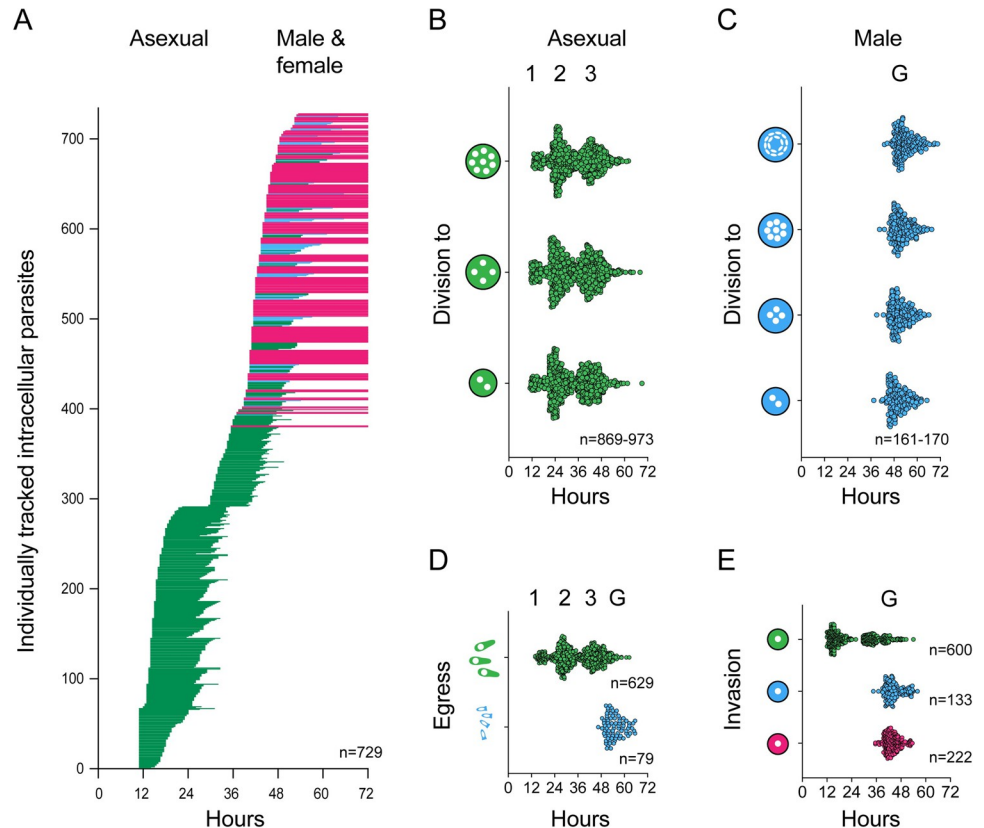 A
Asexual
Male &
female
Individually tracked intracellular parasites
700
600
500
400
300
200
100
0
n=729
0 12 24 36 48 60 72
Hours
B
Asexual
1 2 3
Division to
n=869-973
0 12 24 36 48 60 72
Hours
C
Male
G
Division to
n=161-170
0 12 24 36 48 60 72
Hours
D
1 2 3 G
Egress
n=629
n=79
0 12 24 36 48 60 72
Hours
E
G
Invasion
n=600
n=133
n=222
0 12 24 36 48 60 72
Hours